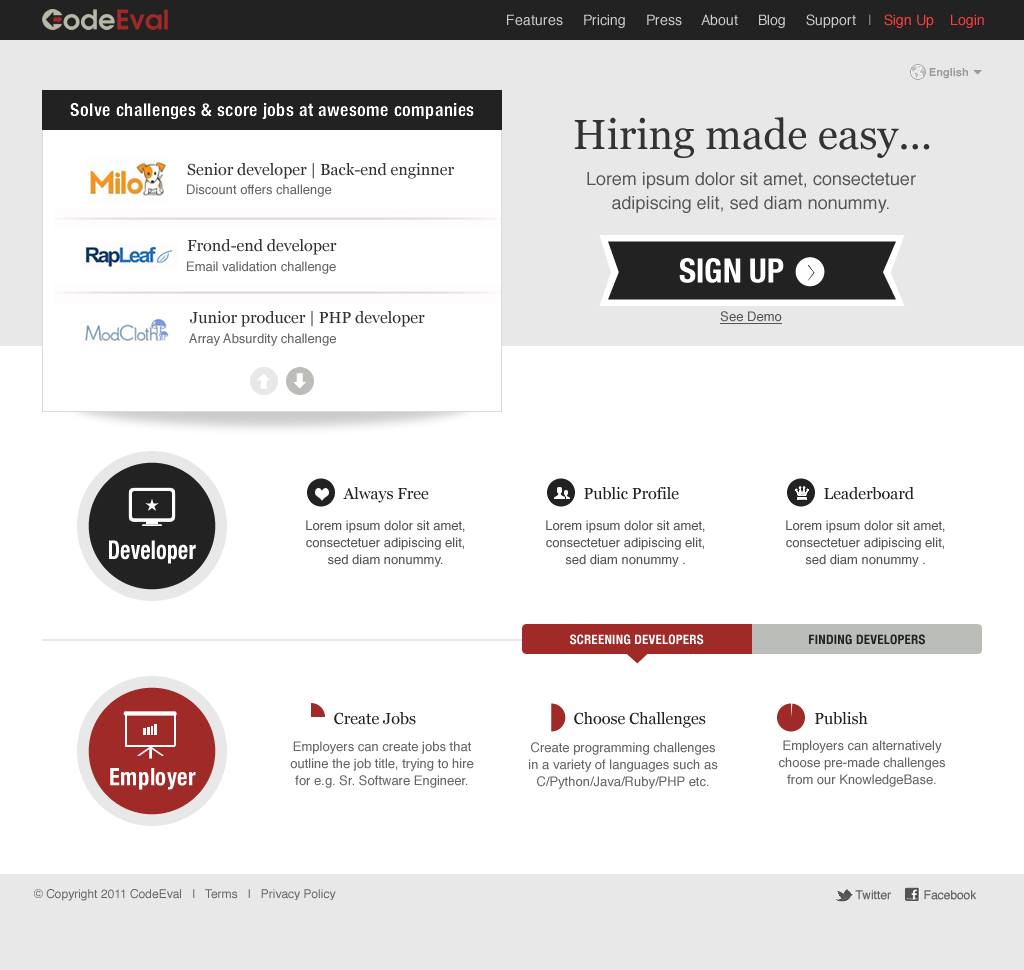 CodeEval
Features Pricing Press About Blog Support | Sign Up Login
English
Solve challenges & score jobs at awesome companies
Milo
Senior developer | Back-end enginner
Discount offers challenge
RapLeaf
Frond-end developer
Email validation challenge
ModCloth
Junior producer | PHP developer
Array Absurdity challenge
Hiring made easy...
Lorem ipsum dolor sit amet, consectetuer
adipiscing elit, sed diam nonummy.
SIGN UP
See Demo
Developer
Always Free
Lorem ipsum dolor sit amet,
consectetuer adipiscing elit,
sed diam nonummy.
Public Profile
Lorem ipsum dolor sit amet,
consectetuer adipiscing elit,
sed diam nonummy .
Leaderboard
Lorem ipsum dolor sit amet,
consectetuer adipiscing elit,
sed diam nonummy .
SCREENING DEVELOPERS
FINDING DEVELOPERS
Employer
Create Jobs
Employers can create jobs that
outline the job title, trying to hire
for e.g. Sr. Software Engineer.
Choose Challenges
Create programming challenges
in a variety of languages such as
C/Python/Java/Ruby/PHP etc.
Publish
Employers can alternatively
choose pre-made challenges
from our KnowledgeBase.
© Copyright 2011 CodeEval | Terms | Privacy Policy
Twitter Facebook